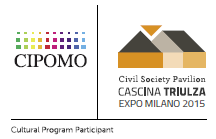 CIPOMO
Civil Society Pavilion
CASCINA TRIULZA
EXPO MILANO 2015
Cultural Program Participant